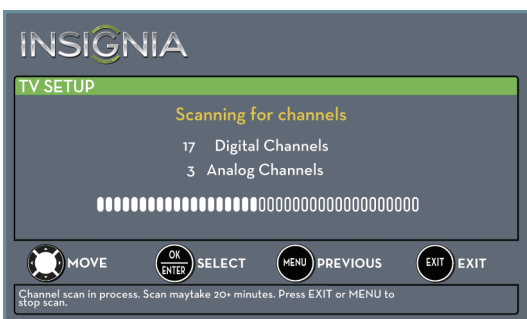 INSIGNIA
TV SETUP
Scanning for channels
17 Digital Channels
3 Analog Channels
MOVE OK ENTER SELECT MENU PREVIOUS EXIT EXIT
Channel scan in process. Scan maytake 20+ minutes. Press EXIT or MENU to
stop scan.